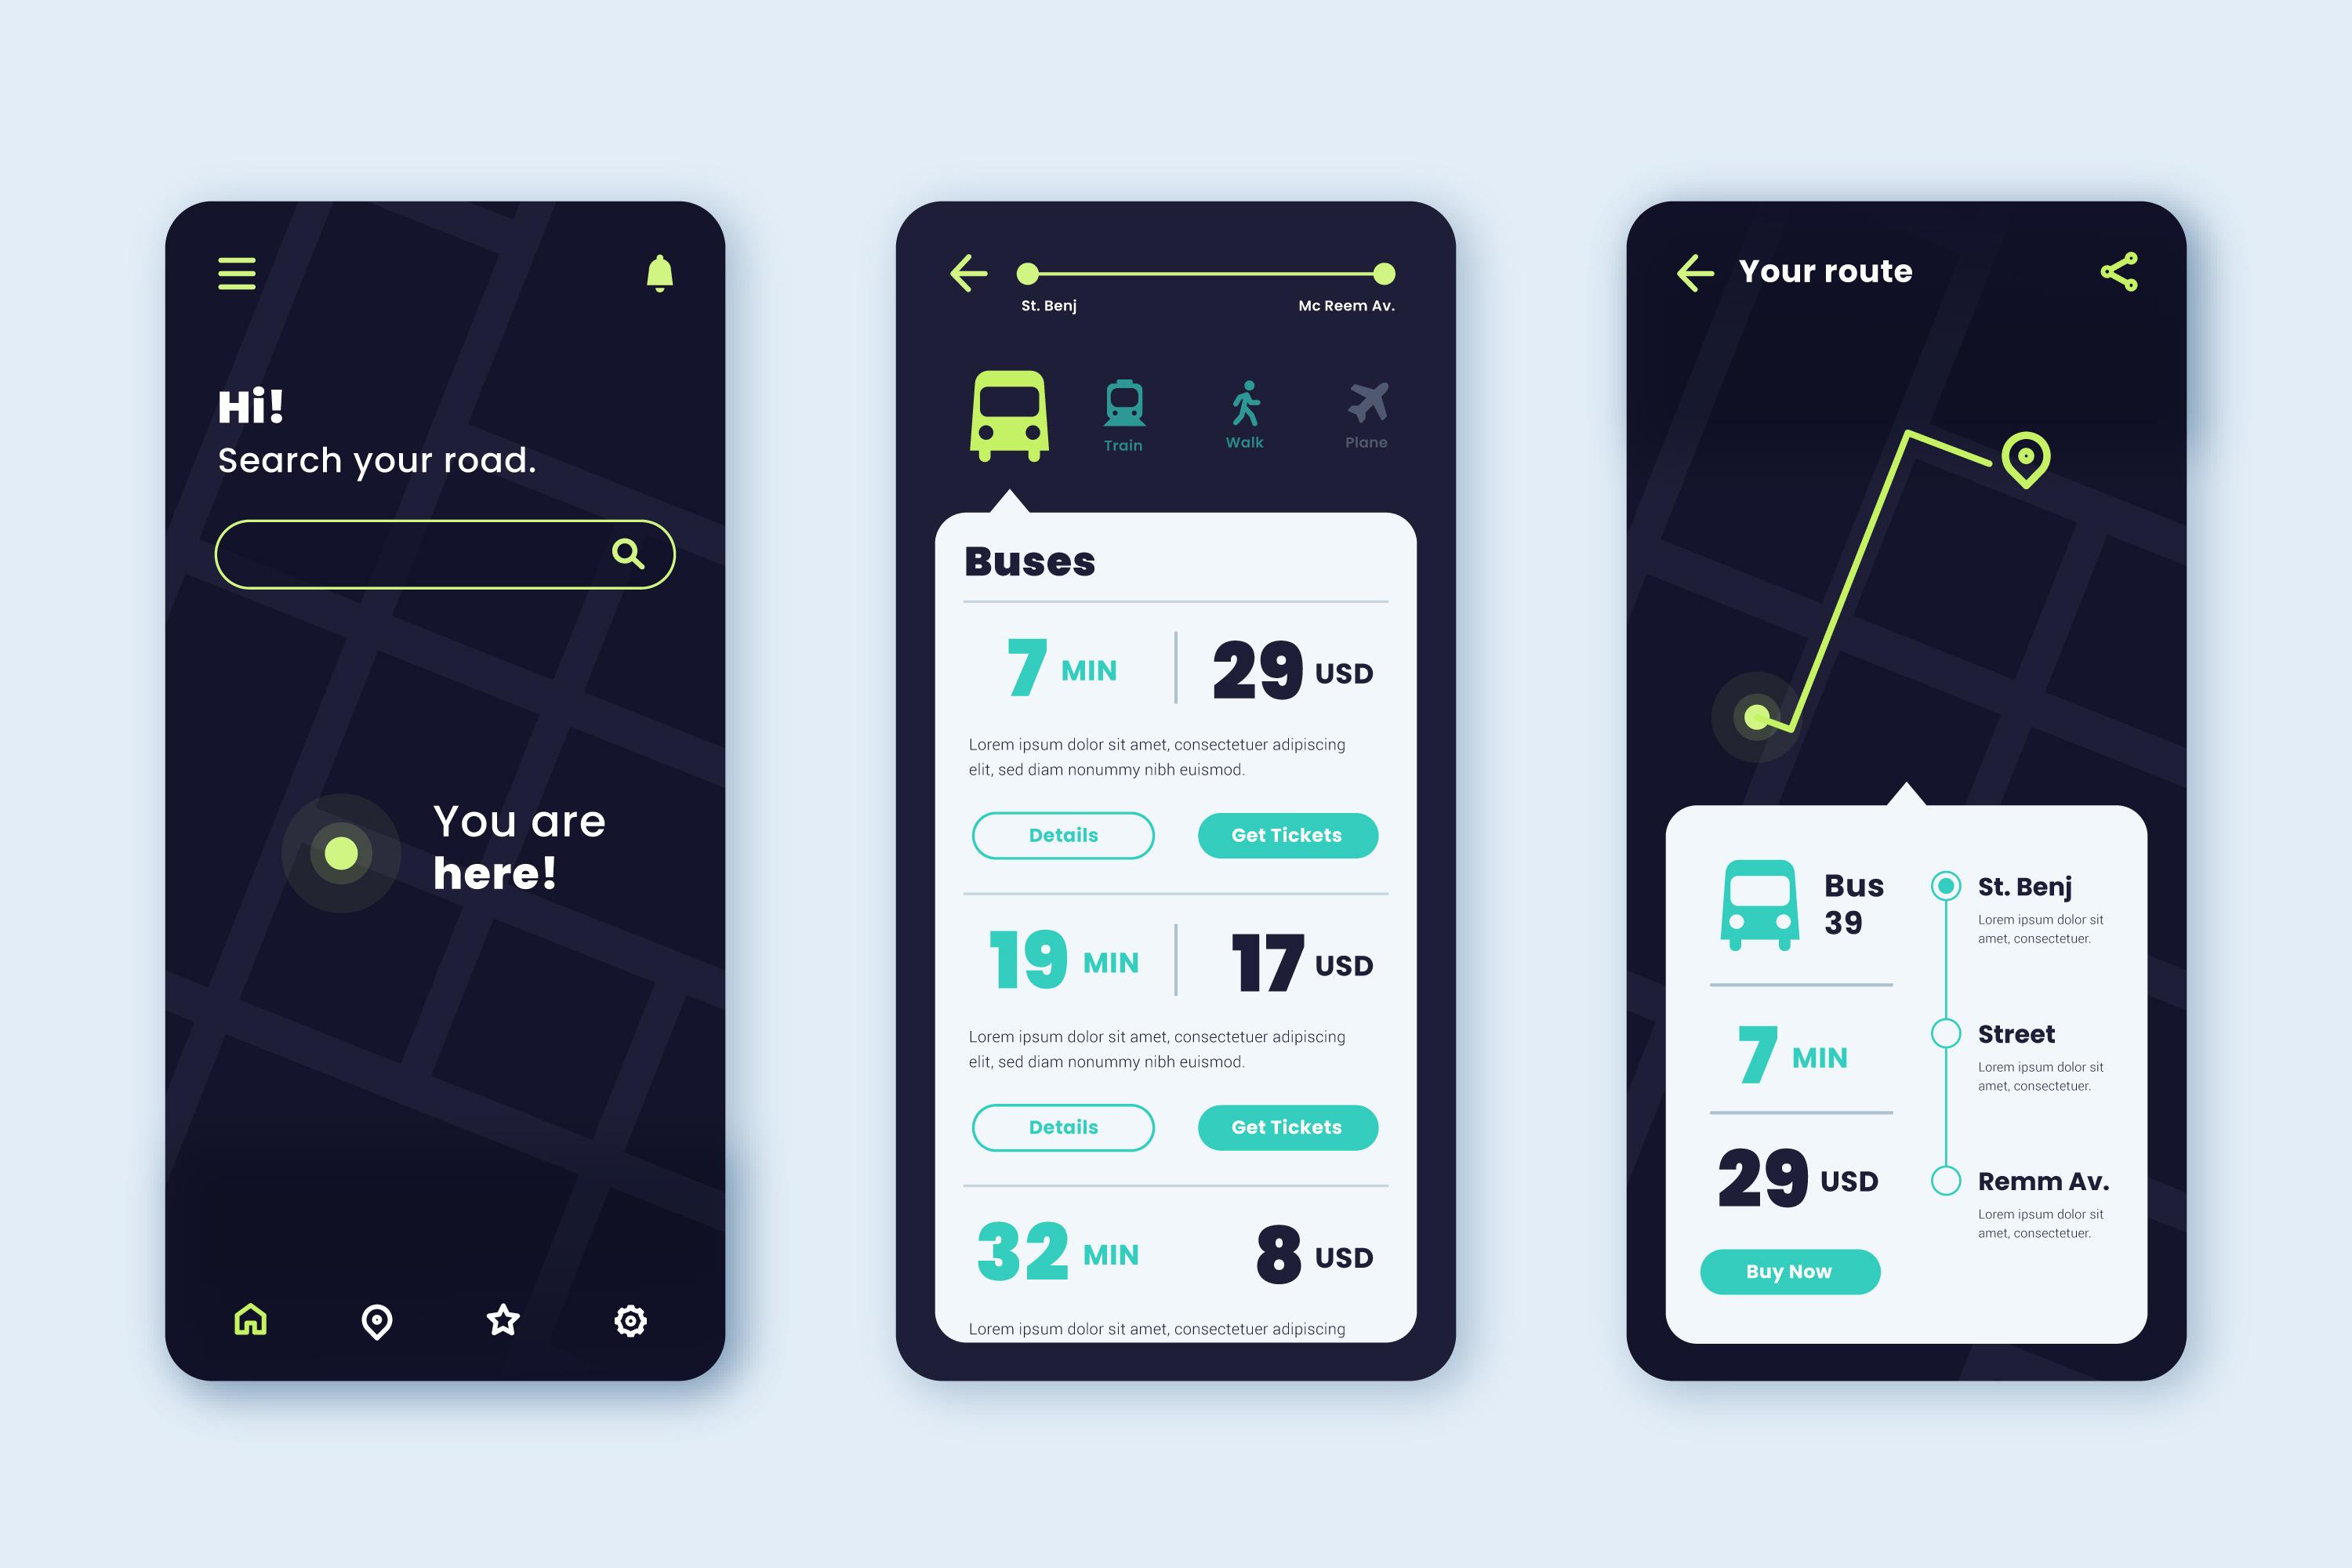 Hi!
Search your road.
You are
here!
St. Benj
Mc Reem Av.
Train
Walk
Plane
Buses
7 MIN
29 USD
Lorem ipsum dolor sit amet, consectetuer adipiscing
elit, sed diam nonummy nibh euismod.
Details
Get Tickets
19 MIN
17 USD
Lorem ipsum dolor sit amet, consectetuer adipiscing
elit, sed diam nonummy nibh euismod.
Details
Get Tickets
32 MIN
8 USD
Lorem ipsum dolor sit amet, consectetuer adipiscing
Your route
Bus
39
7 MIN
29 USD
Buy Now
St. Benj
Lorem ipsum dolor sit
amet, consectetuer.
Street
Lorem ipsum dolor sit
amet, consectetuer.
Remm Av.
Lorem ipsum dolor sit
amet, consectetuer.